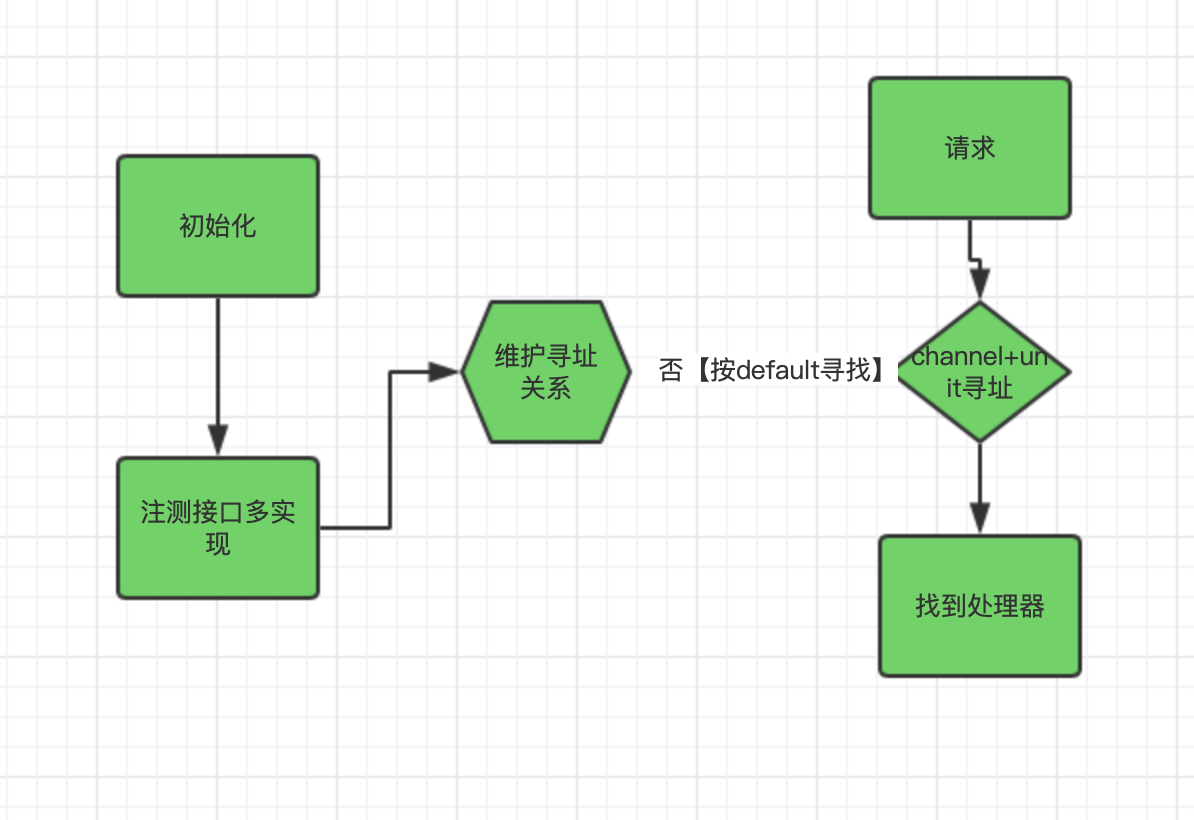 初始化
注测接口多实
现
维护寻址
关系
否【按default寻找】
请求
channel+un
it寻址
找到处理器